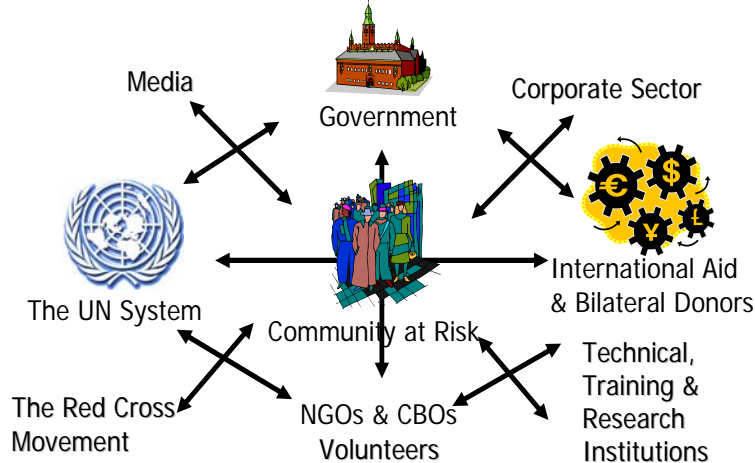 Media
Corporate Sector
Government
€
$
¥
£
The UN System
Community at Risk
International Aid
& Bilateral Donors
The Red Cross
Movement
NGOs & CBOs
Volunteers
Technical,
Training &
Research
Institutions